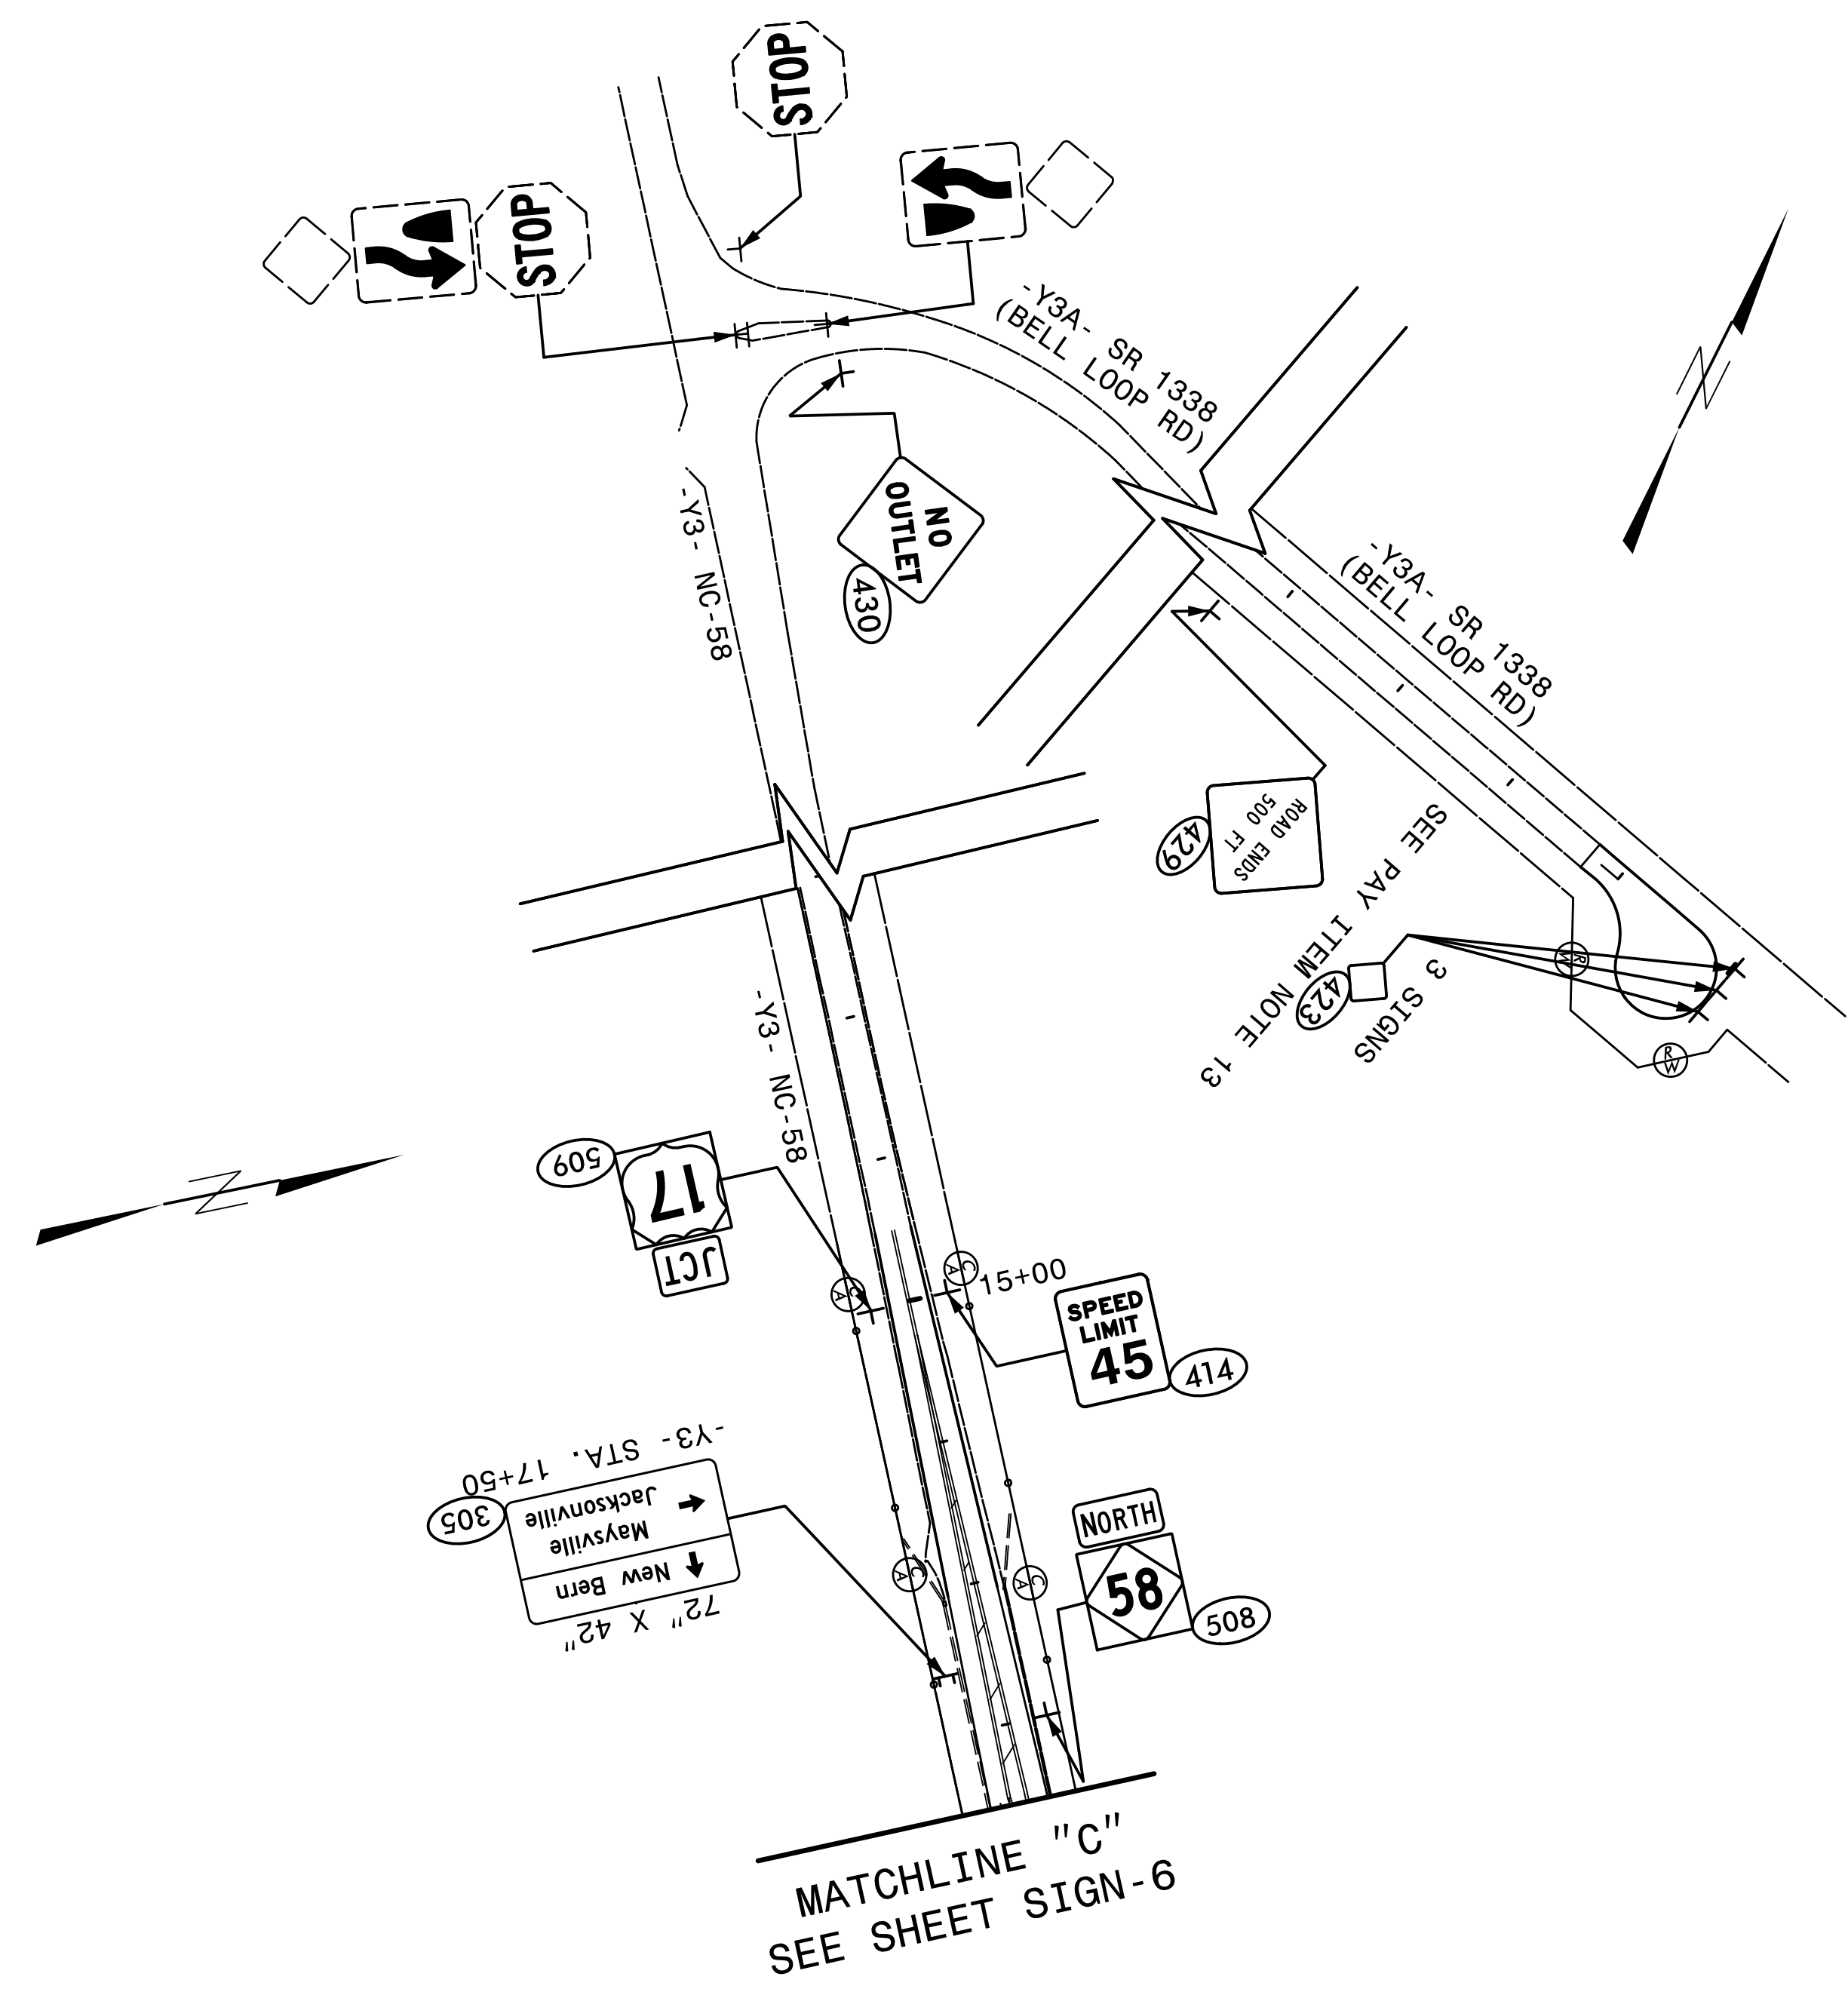 STOP
STOP
-Y3A- SR 1338
(BELL LOOP RD)
NO
OUTLET
430
-Y3- NC-58
-Y3A- SR 1338
(BELL LOOP RD)
ROAD ENDS
500 FT
429
SEE PAY ITEM NOTE 13
423
3 SIGNS
R
W
R
W
-Y3- NC-58
509
JCT
17
C
A
C
A
15+00
SPEED
LIMIT
45
414
-Y3- STA. 17+50
305
72" X 42"
New Bern
Maysville
Jacksonville
C
A
C
A
NORTH
58
508
MATCHLINE "C"
SEE SHEET SIGN-6